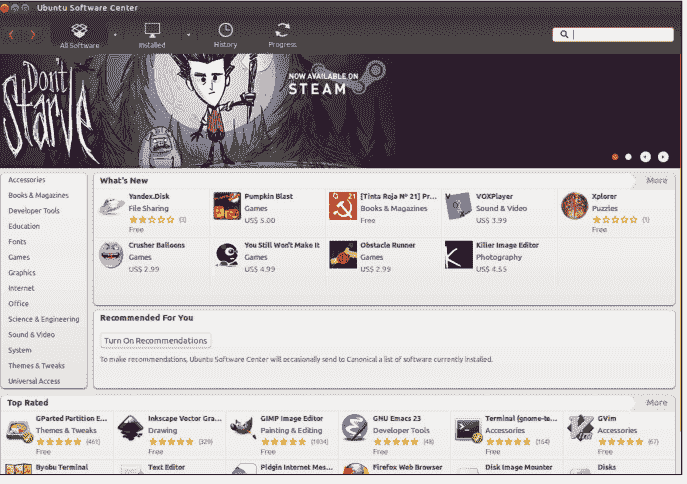 Ubuntu Software Center
All Software
Installed
History
Progress
Don't
Starve
NOW AVAILABLE ON
STEAM
Accessories
Books & Magazines
Developer Tools
Education
Fonts
Games
Graphics
Internet
Office
Science & Engineering
Sound & Video
System
Themes & Tweaks
Universal Access
What's New
More
Yandex.Disk
File Sharing
(3)
Free
Pumpkin Blast
Games
US$ 5.00
[Tinta Roja Nº 21] Pr...
Books & Magazines
Free
VOXPlayer
Sound & Video
US$ 3.99
Xplorer
Puzzles
(1)
Free
Crusher Balloons
Games
US$ 2.99
You Still Won't Make It
Games
US$ 4.99
Obstacle Runner
Games
US$ 2.99
Killer Image Editor
Photography
US$ 4.55
Recommended For You
Turn On Recommendations
To make recommendations, Ubuntu Software Center will occasionally send to Canonical a list of software currently installed.
Top Rated
More
GParted Partition E...
Themes & Tweaks
(461)
Free
Inkscape Vector Gra...
Drawing
(329)
Free
GIMP Image Editor
Painting & Editing
(1034)
Free
GNU Emacs 23
Developer Tools
(48)
Free
Terminal (gnome-te...
Accessories
(164)
Free
GVim
Accessories
(67)
Free
Byobu Terminal
Text Editor
Pidgin Internet Mes...
Firefox Web Browser
Disk Image Mounter
Disks